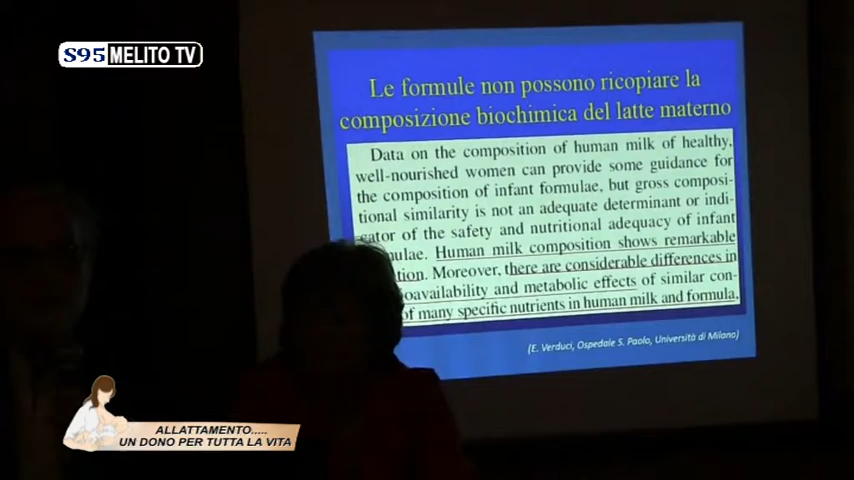 S95 MELITO TV
Le formule non possono ricopiare la
composizione biochimica del latte materno
Data on the composition of human milk of healthy,
well-nourished women can provide some guidance for
the composition of infant formulae, but gross composi-
tional similarity is not an adequate determinant or indi-
cator of the safety and nutritional adequacy of infant
ulae. Human milk composition shows remarkable
tion. Moreover, there are considerable differences in
oavailability and metabolic effects of similar con-
of many specific nutrients in human milk and formula.
(E. Verduci, Ospedale S. Paolo, Università di Milano)
ALLATTAMENTO.....
UN DONO PER TUTTA LA VITA